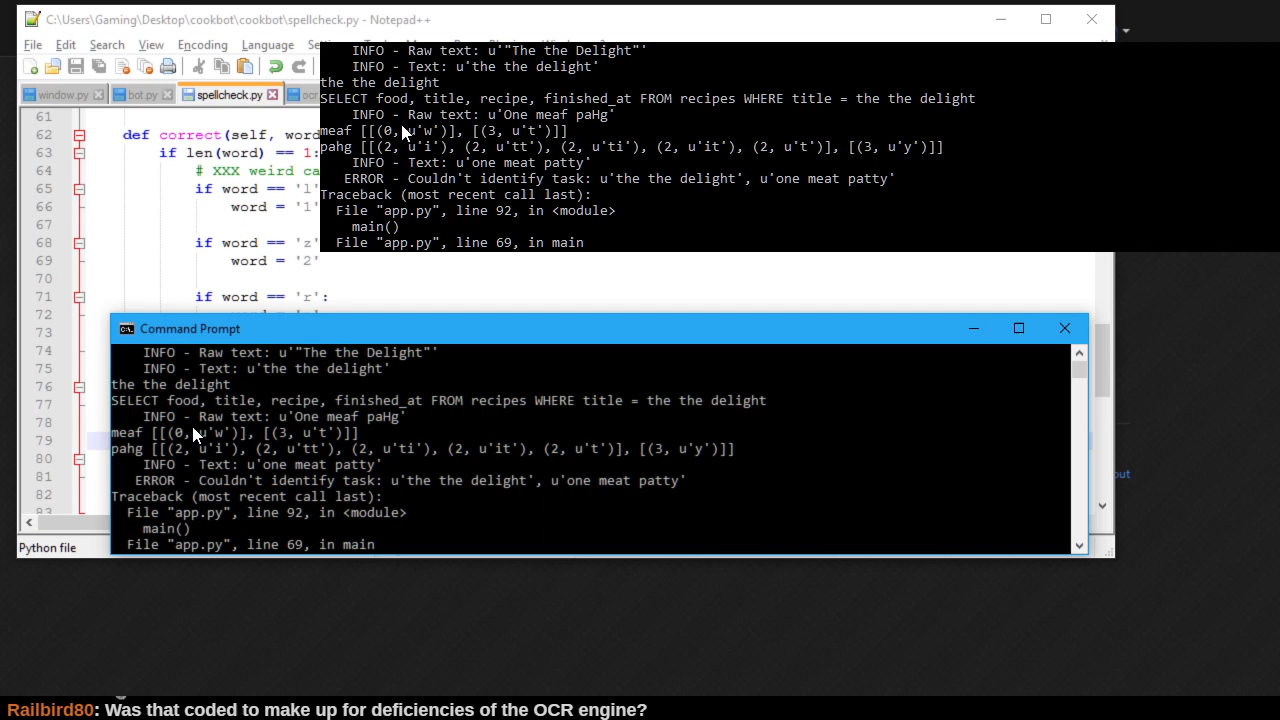 C:\Users\Gaming\Desktop\cookbot\cookbot\spellcheck.py - Notepad++
File Edit Search View Encoding Language
window.py bot.py spellcheck.py ocr
INFO - Raw text: u'"The the Delight"'
INFO - Text: u'the the delight'
the the delight
SELECT food, title, recipe, finished_at FROM recipes WHERE title = the the delight
INFO - Raw text: u'One meaf paHg'
meaf [[(0, u'w')], [(3, u't')]]
pahg [[(2, u'i'), (2, u'tt'), (2, u'ti'), (2, u'it'), (2, u't')], [(3, u'y')]]
INFO - Text: u'one meat patty'
ERROR - Couldn't identify task: u'the the delight', u'one meat patty'
Traceback (most recent call last):
File "app.py", line 92, in <module>
main()
File "app.py", line 69, in main
61
62 def correct(self, word
63 if len(word) == 1:
64 # XXX weird ca
65 if word == 'l'
66 word = '1'
67
68 if word == 'z'
69 word = '2'
70
71 if word == 'r':
72
73
74
75
76
77
78
79
80
81
82
83
Command Prompt
INFO - Raw text: u'"The the Delight"'
INFO - Text: u'the the delight'
the the delight
SELECT food, title, recipe, finished_at FROM recipes WHERE title = the the delight
INFO - Raw text: u'One meaf paHg'
meaf [[(0, u'w')], [(3, u't')]]
pahg [[(2, u'i'), (2, u'tt'), (2, u'ti'), (2, u'it'), (2, u't')], [(3, u'y')]]
INFO - Text: u'one meat patty'
ERROR - Couldn't identify task: u'the the delight', u'one meat patty'
Traceback (most recent call last):
File "app.py", line 92, in <module>
main()
File "app.py", line 69, in main
out
Python file
Railbird80: Was that coded to make up for deficiencies of the OCR engine?